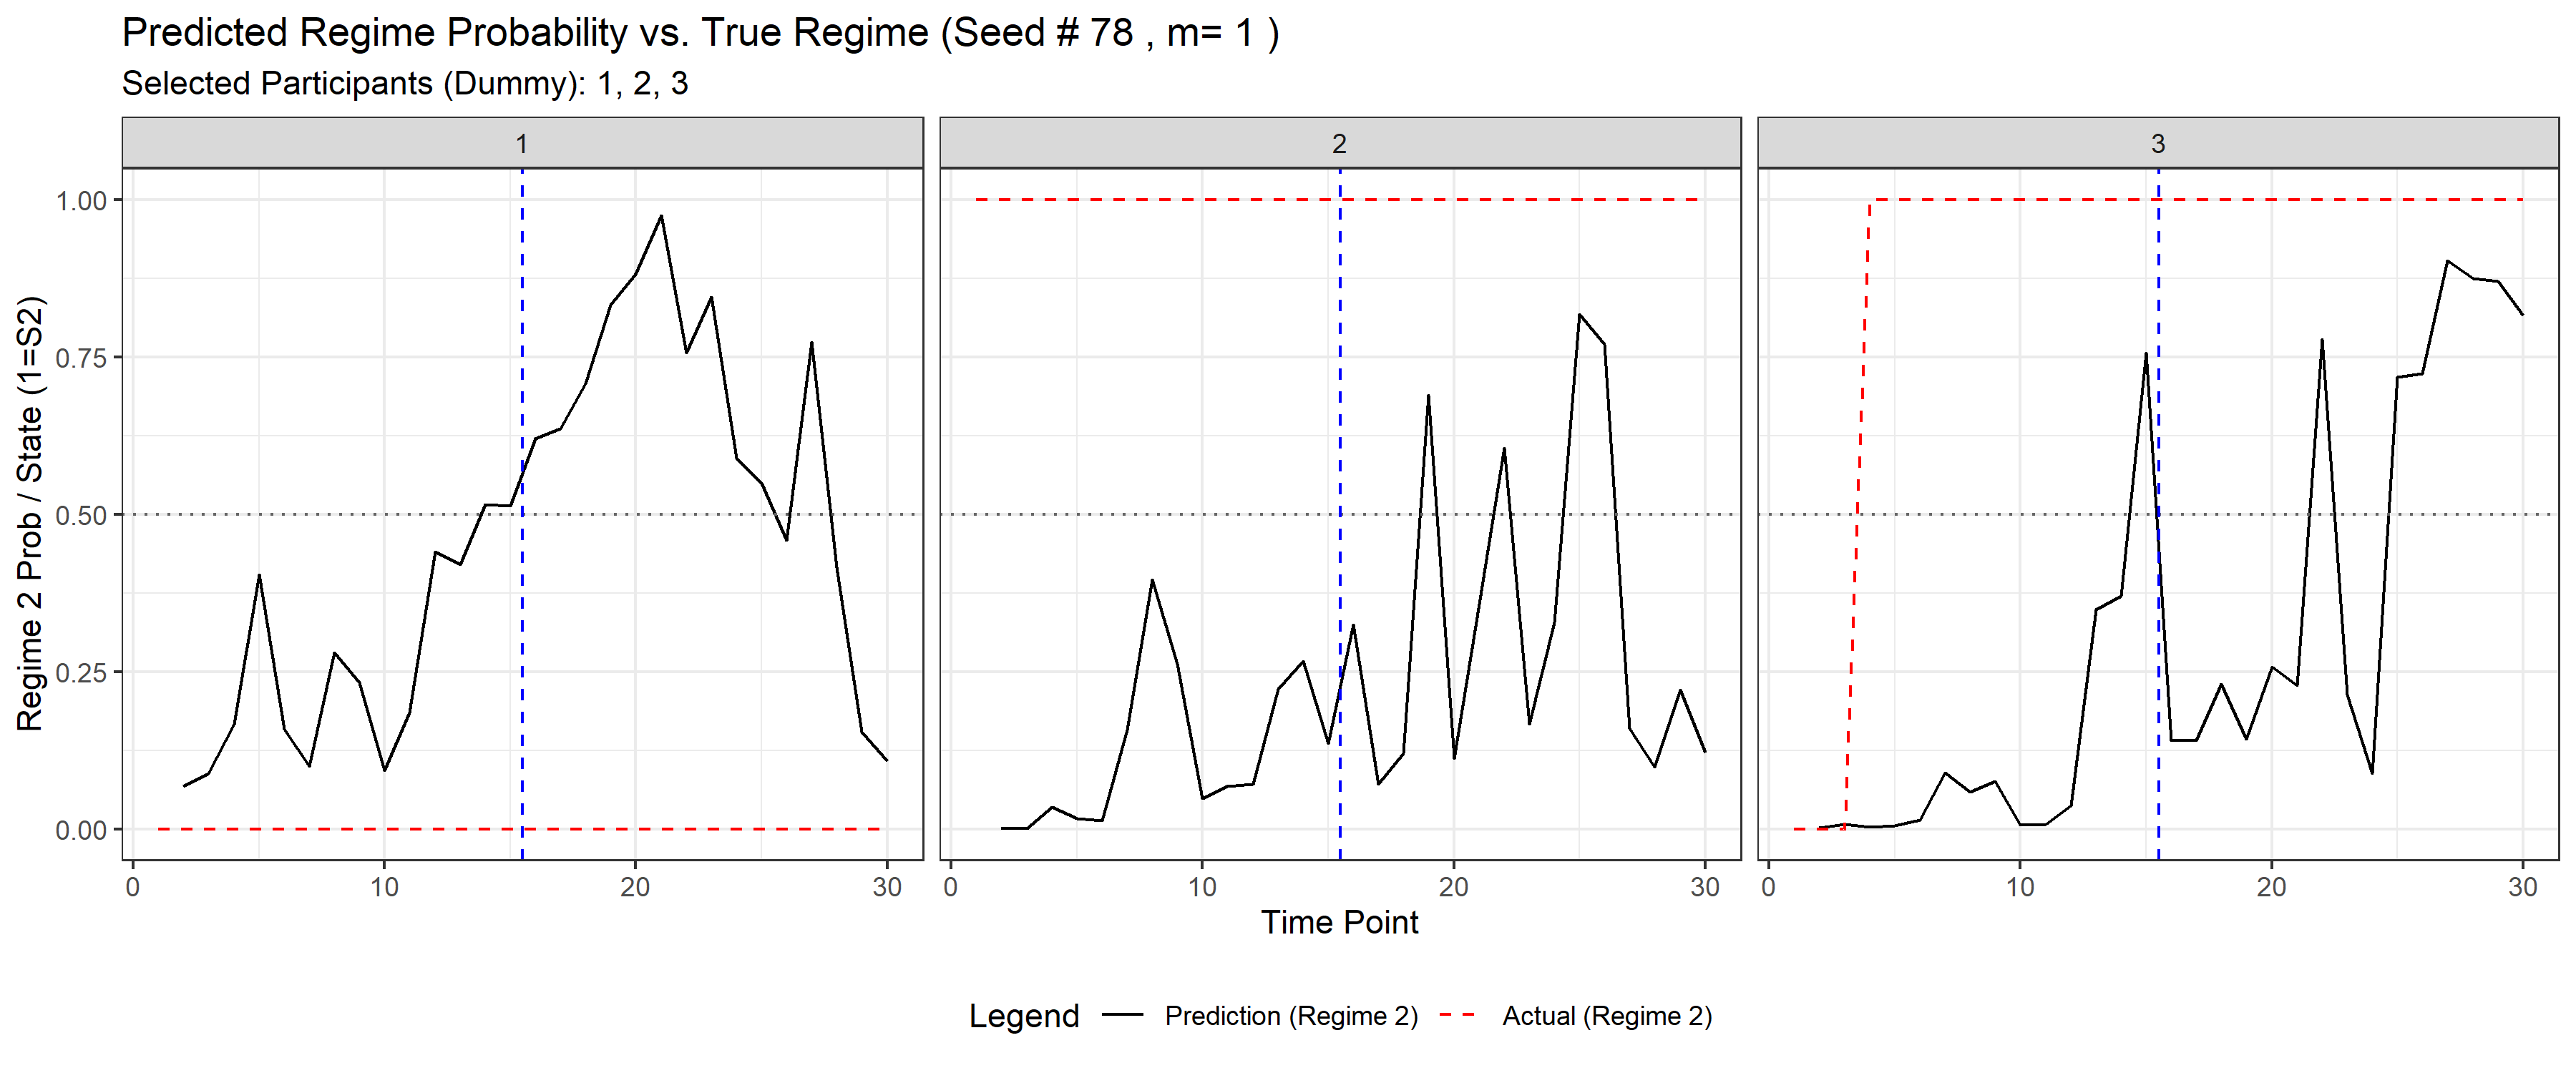 Predicted Regime Probability vs. True Regime (Seed # 78 , m= 1 )
Selected Participants (Dummy): 1, 2, 3
1
2
3
Regime 2 Prob / State (1=S2)
1.00
0.75
0.50
0.25
0.00
0 10 20 30
0 10 20 30
0 10 20 30
Time Point
Legend Prediction (Regime 2) Actual (Regime 2)